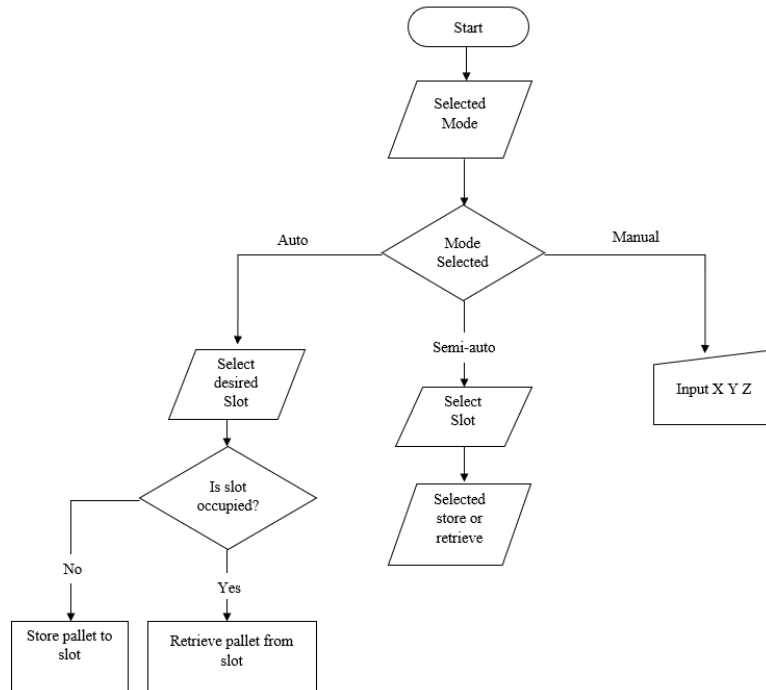 Start
Selected
Mode
Mode
Selected
Auto
Manual
Semi-auto
Select
desired
Slot
Select
Slot
Input X Y Z
Is slot
occupied?
Selected
store or
retrieve
No
Yes
Store pallet to
slot
Retrieve pallet from
slot